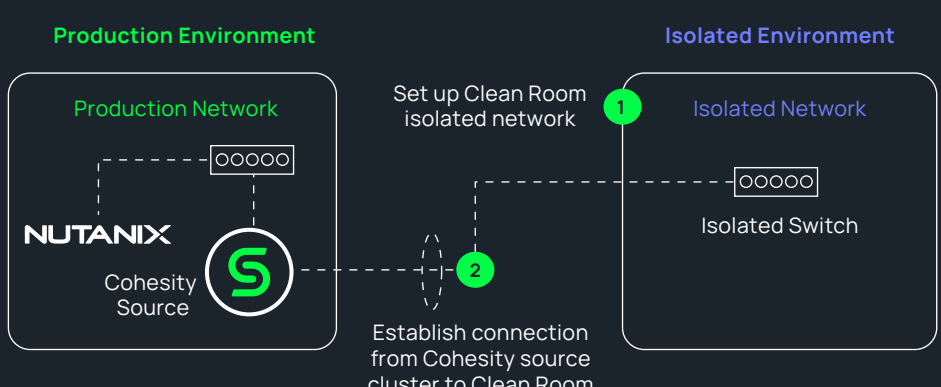 Production Environment
Isolated Environment
Production Network
Set up Clean Room
isolated network
1
Isolated Network
NUTANIX
Isolated Switch
Cohesity
Source
2
Establish connection
from Cohesity source
cluster to Clean Room